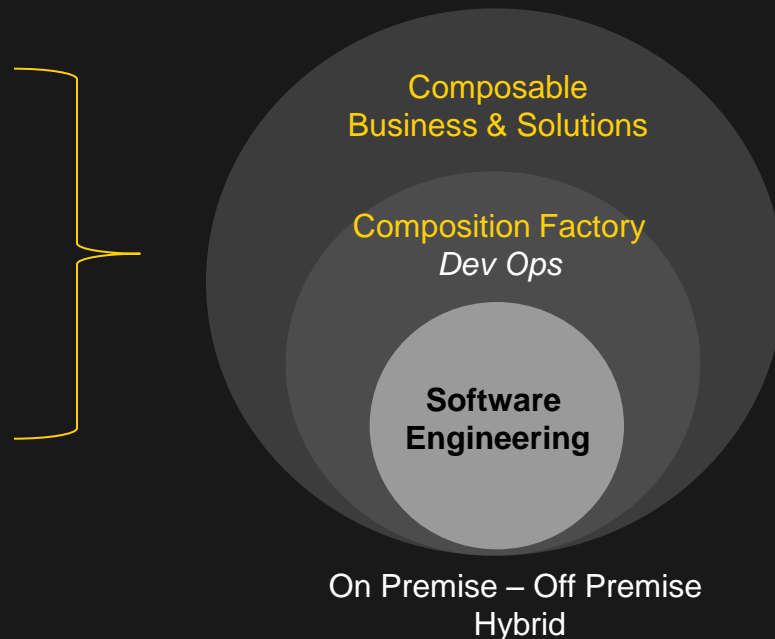 Composable
Business & Solutions
Composition Factory
Dev Ops
Software
Engineering
On Premise – Off Premise
Hybrid